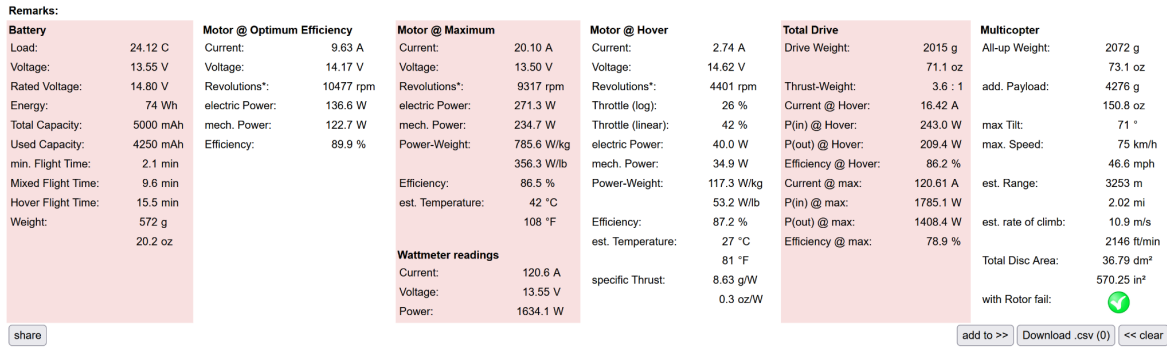 Remarks:
Battery
Load: 24.12 C
Voltage: 13.55 V
Rated Voltage: 14.80 V
Energy: 74 Wh
Total Capacity: 5000 mAh
Used Capacity: 4250 mAh
min. Flight Time: 2.1 min
Mixed Flight Time: 9.6 min
Hover Flight Time: 15.5 min
Weight: 572 g
20.2 oz
Motor @ Optimum Efficiency
Current: 9.63 A
Voltage: 14.17 V
Revolutions*: 10477 rpm
electric Power: 136.6 W
mech. Power: 122.7 W
Efficiency: 89.9 %
Motor @ Maximum
Current: 20.10 A
Voltage: 13.50 V
Revolutions*: 9317 rpm
electric Power: 271.3 W
mech. Power: 234.7 W
Power-Weight: 785.6 W/kg
356.3 W/lb
Efficiency: 86.5 %
est. Temperature: 42 °C
108 °F
Wattmeter readings
Current: 120.6 A
Voltage: 13.55 V
Power: 1634.1 W
Motor @ Hover
Current: 2.74 A
Voltage: 14.62 V
Revolutions*: 4401 rpm
Throttle (log): 26 %
Throttle (linear): 42 %
electric Power: 40.0 W
mech. Power: 34.9 W
Power-Weight: 117.3 W/kg
53.2 W/lb
Efficiency: 87.2 %
est. Temperature: 27 °C
81 °F
specific Thrust: 8.63 g/W
0.3 oz/W
Total Drive
Drive Weight: 2015 g
71.1 oz
Thrust-Weight: 3.6 : 1
Current @ Hover: 16.42 A
P(in) @ Hover: 243.0 W
P(out) @ Hover: 209.4 W
Efficiency @ Hover: 86.2 %
Current @ max: 120.61 A
P(in) @ max: 1785.1 W
P(out) @ max: 1408.4 W
Efficiency @ max: 78.9 %
Multicopter
All-up Weight: 2072 g
73.1 oz
add. Payload: 4276 g
150.8 oz
max Tilt: 71 °
max. Speed: 75 km/h
46.6 mph
est. Range: 3253 m
2.02 mi
est. rate of climb: 10.9 m/s
2146 ft/min
Total Disc Area: 36.79 dm²
570.25 in²
with Rotor fail:
share
add to >> Download .csv (0) << clear